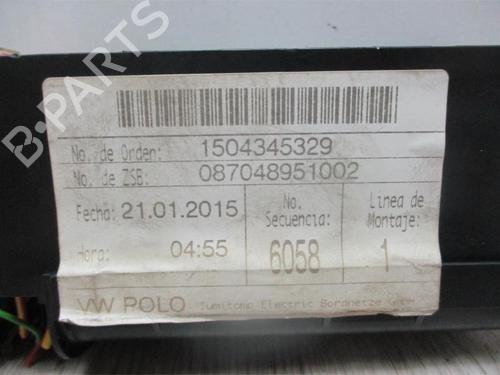 B-PARTS
No. de Orden: 1504345329
No. de ZSB: 087048951002
Fecha: 21.01.2015
Hora: 04:55
No. Secuencia:
6058
Linea de Montaje:
1
VW POLO Sumitomo Electric Bordnetze GmbH